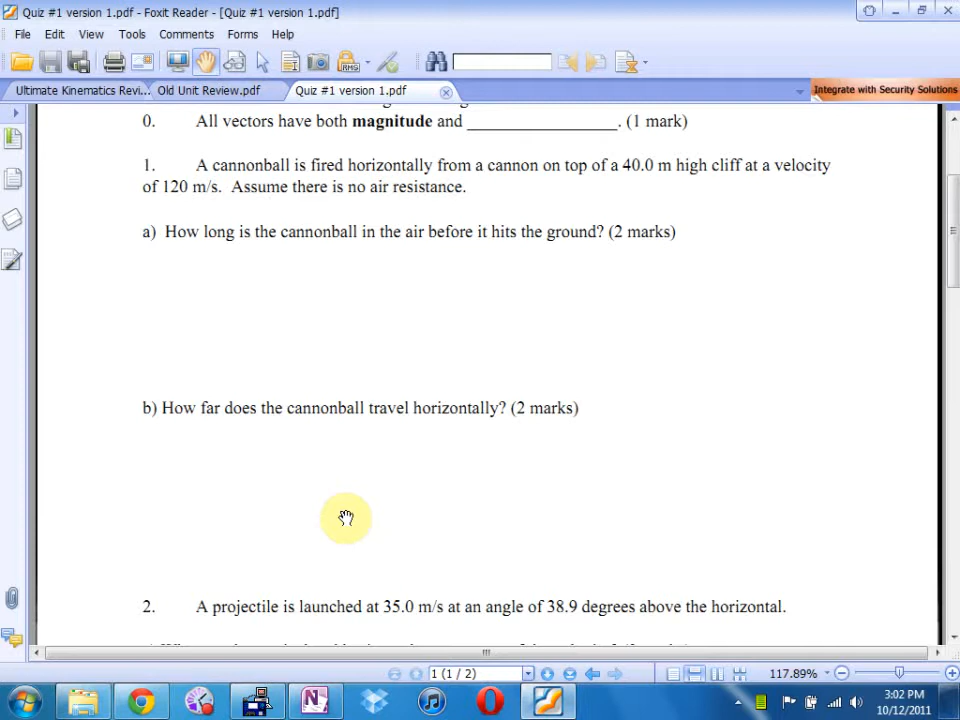 Quiz #1 version 1.pdf - Foxit Reader - [Quiz #1 version 1.pdf]
File Edit View Tools Comments Forms Help
Ultimate Kinematics Revi... Old Unit Review.pdf Quiz #1 version 1.pdf Integrate with Security Solutions
0. All vectors have both magnitude and _________________. (1 mark)
1. A cannonball is fired horizontally from a cannon on top of a 40.0 m high cliff at a velocity
of 120 m/s. Assume there is no air resistance.
a) How long is the cannonball in the air before it hits the ground? (2 marks)
b) How far does the cannonball travel horizontally? (2 marks)
2. A projectile is launched at 35.0 m/s at an angle of 38.9 degrees above the horizontal.
1 (1 / 2) 117.89%
3:02 PM
10/12/2011